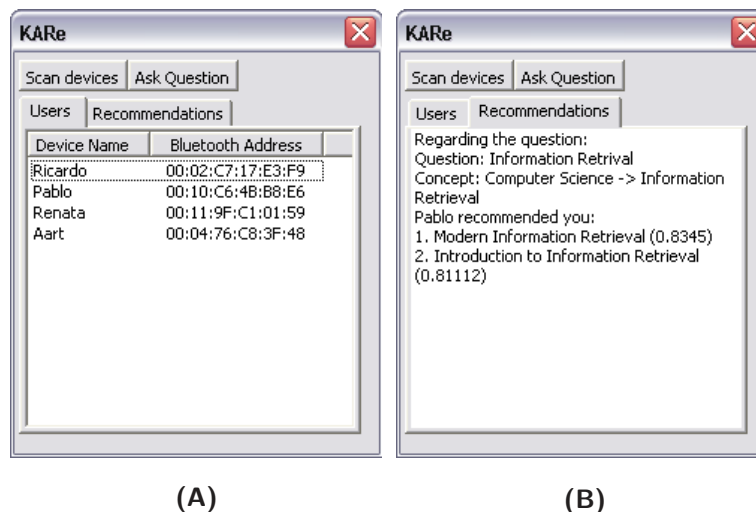 KARe
Scan devices Ask Question
Users Recommendations
Device Name Bluetooth Address
Ricardo 00:02:C7:17:E3:F9
Pablo 00:10:C6:4B:B8:E6
Renata 00:11:9F:C1:01:59
Aart 00:04:76:C8:3F:48
(A)
KARe
Scan devices Ask Question
Users Recommendations
Regarding the question:
Question: Information Retrival
Concept: Computer Science -> Information
Retrieval
Pablo recommended you:
1. Modern Information Retrieval (0.8345)
2. Introduction to Information Retrieval
(0.81112)
(B)